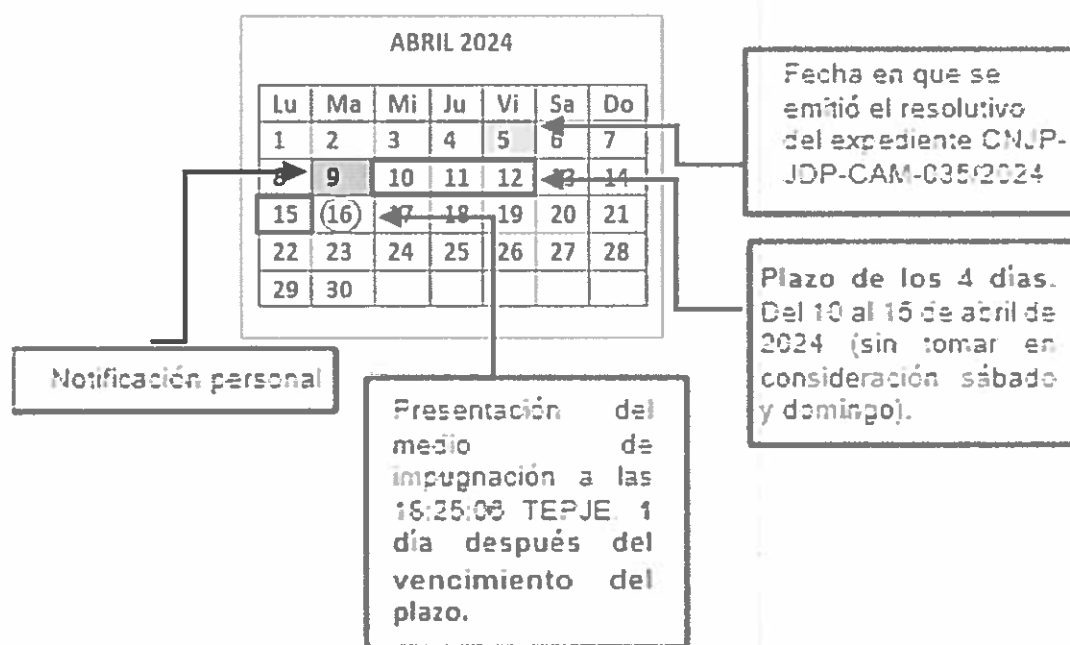 ABRIL 2024
Lu Ma Mi Ju Vi Sa Do
1 2 3 4 5 6 7
8 9 10 11 12 13 14
15 16 17 18 19 20 21
22 23 24 25 26 27 28
29 30
Fecha en que se
emitió el resolutivo
del expediente CNJP-
JDP-CAM-035/2024
Plazo de los 4 días.
Del 10 al 15 de abril de
2024 (sin tomar en
consideración sábado
y domingo).
Notificación personal
Presentación del
medio de
impugnación a las
TEPJE 1
día después del
vencimiento del
plazo.